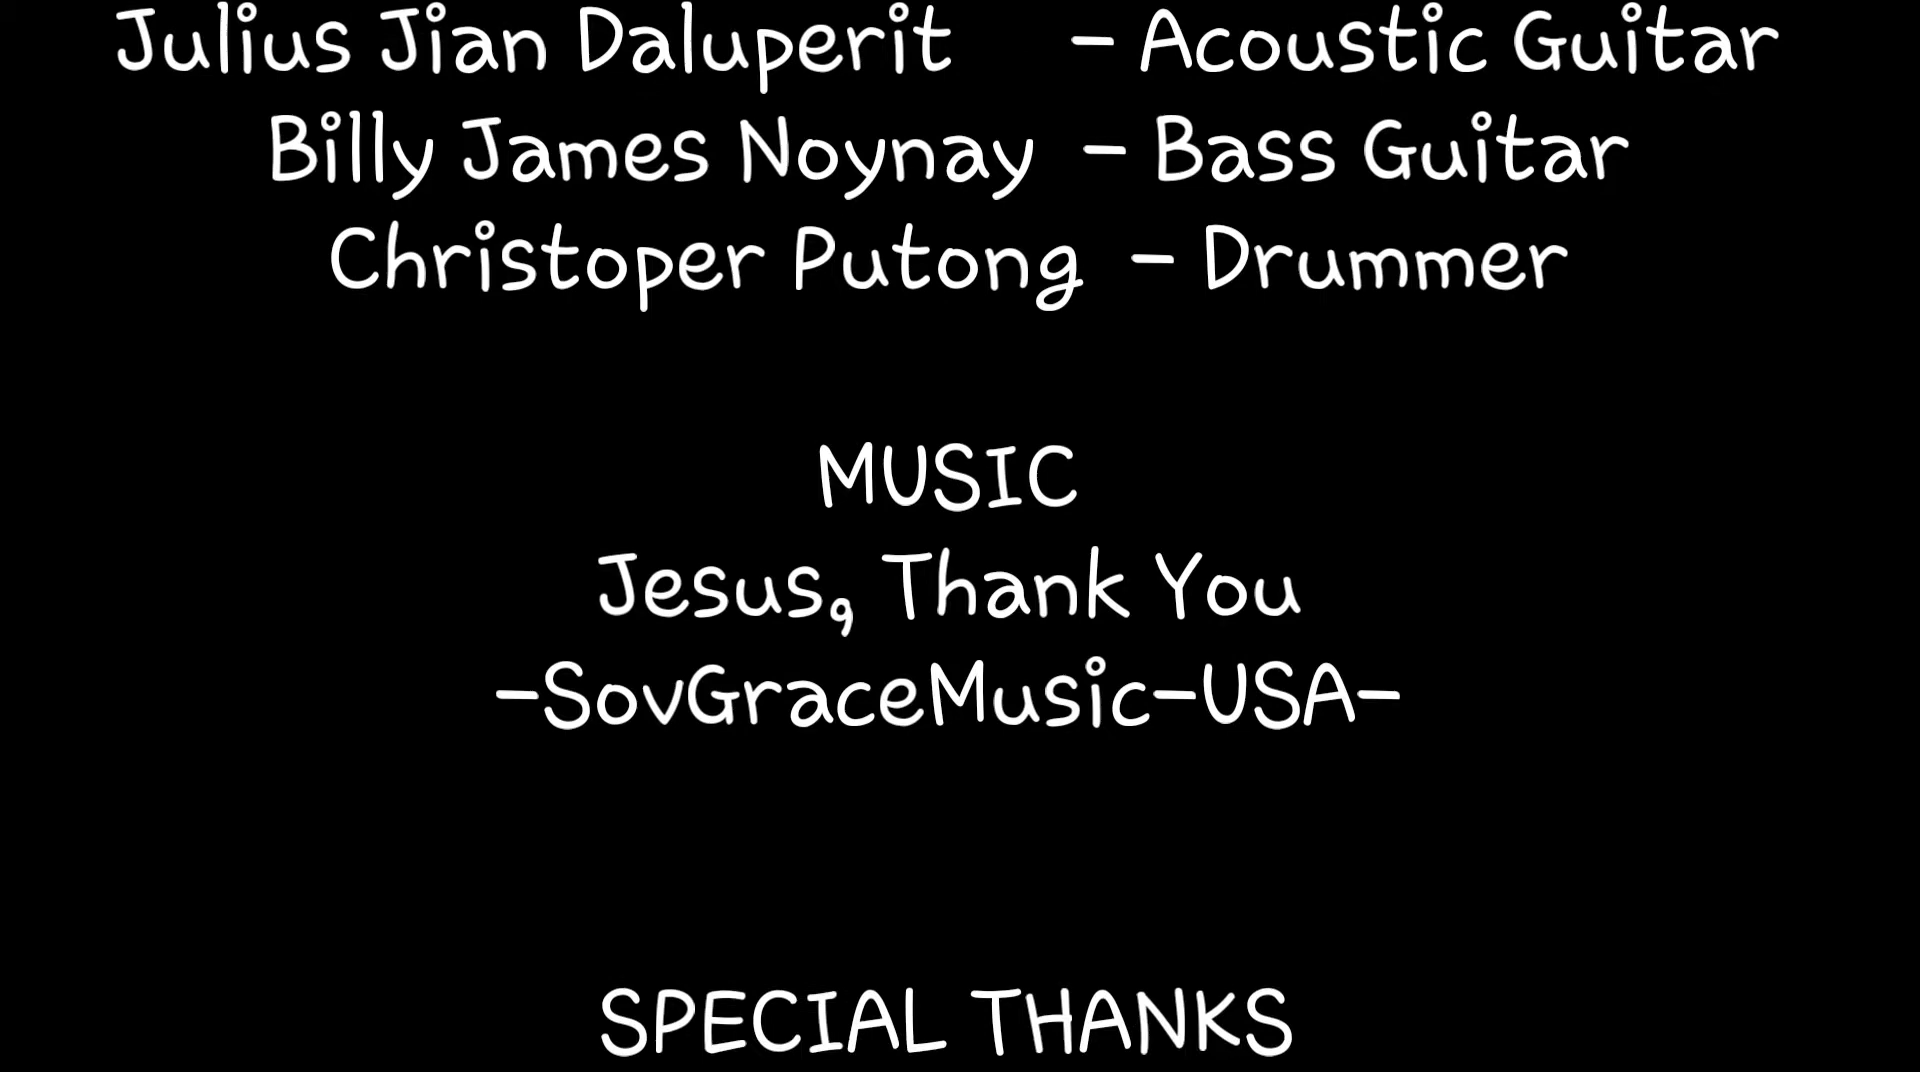 Julius Jian Daluperit - Acoustic Guitar
Billy James Noynay - Bass Guitar
Christoper Putong - Drummer
MUSIC
Jesus, Thank You
-SovGraceMusic-USA-
SPECIAL THANKS